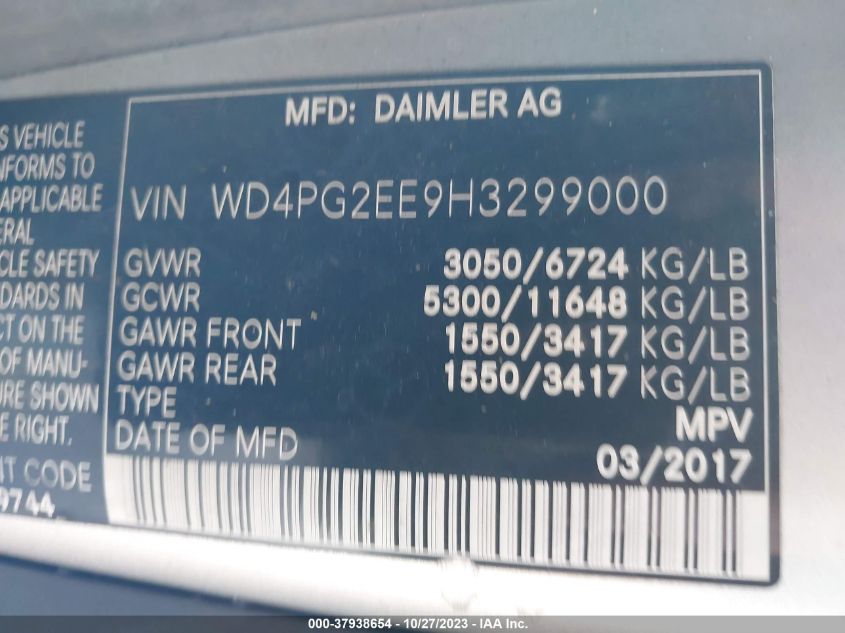 S VEHICLE
NFORMS TO
APPLICABLE
ERAL
CLE SAFETY
DARDS IN
CT ON THE
OF MANU-
URE SHOWN
E RIGHT.
NT CODE
9744
MFD: DAIMLER AG
VIN WD4PG2EE9H3299000
GVWR 3050/6724 KG/LB
GCWR 5300/11648 KG/LB
GAWR FRONT 1550/3417 KG/LB
GAWR REAR 1550/3417 KG/LB
TYPE MPV
DATE OF MFD 03/2017
000-37938654 - 10/27/2023 - IAA Inc.